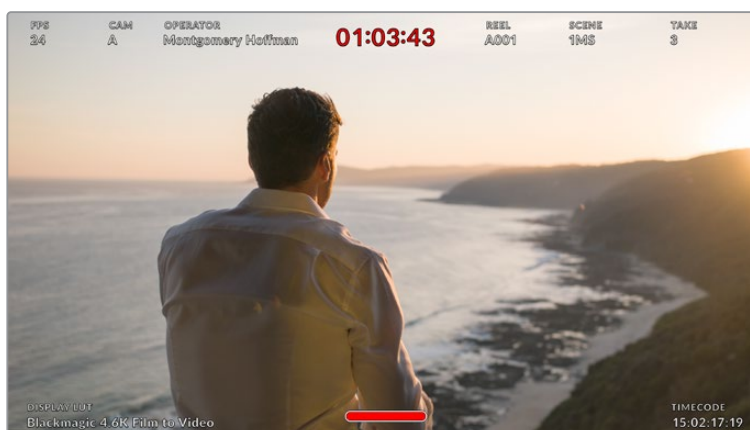 FPS
24
CAM
A
OPERATOR
Montgomery Hoffman
01:03:43
REEL
A001
SCENE
1MS
TAKE
3
DISPLAY LUT
Blackmagic 4.6K Film to Video
TIMECODE
15:02:17:19